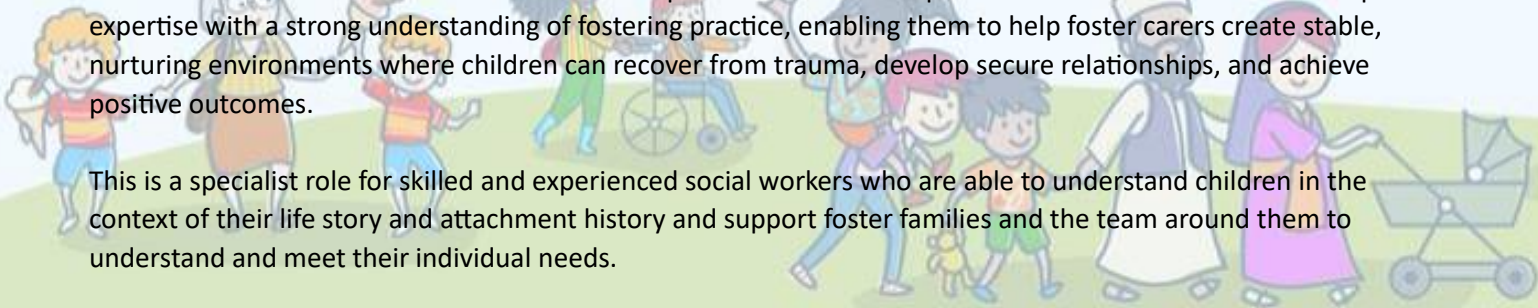 expertise with a strong understanding of fostering practice, enabling them to help foster carers create stable,
nurturing environments where children can recover from trauma, develop secure relationships, and achieve
positive outcomes.
This is a specialist role for skilled and experienced social workers who are able to understand children in the
context of their life story and attachment history and support foster families and the team around them to
understand and meet their individual needs.